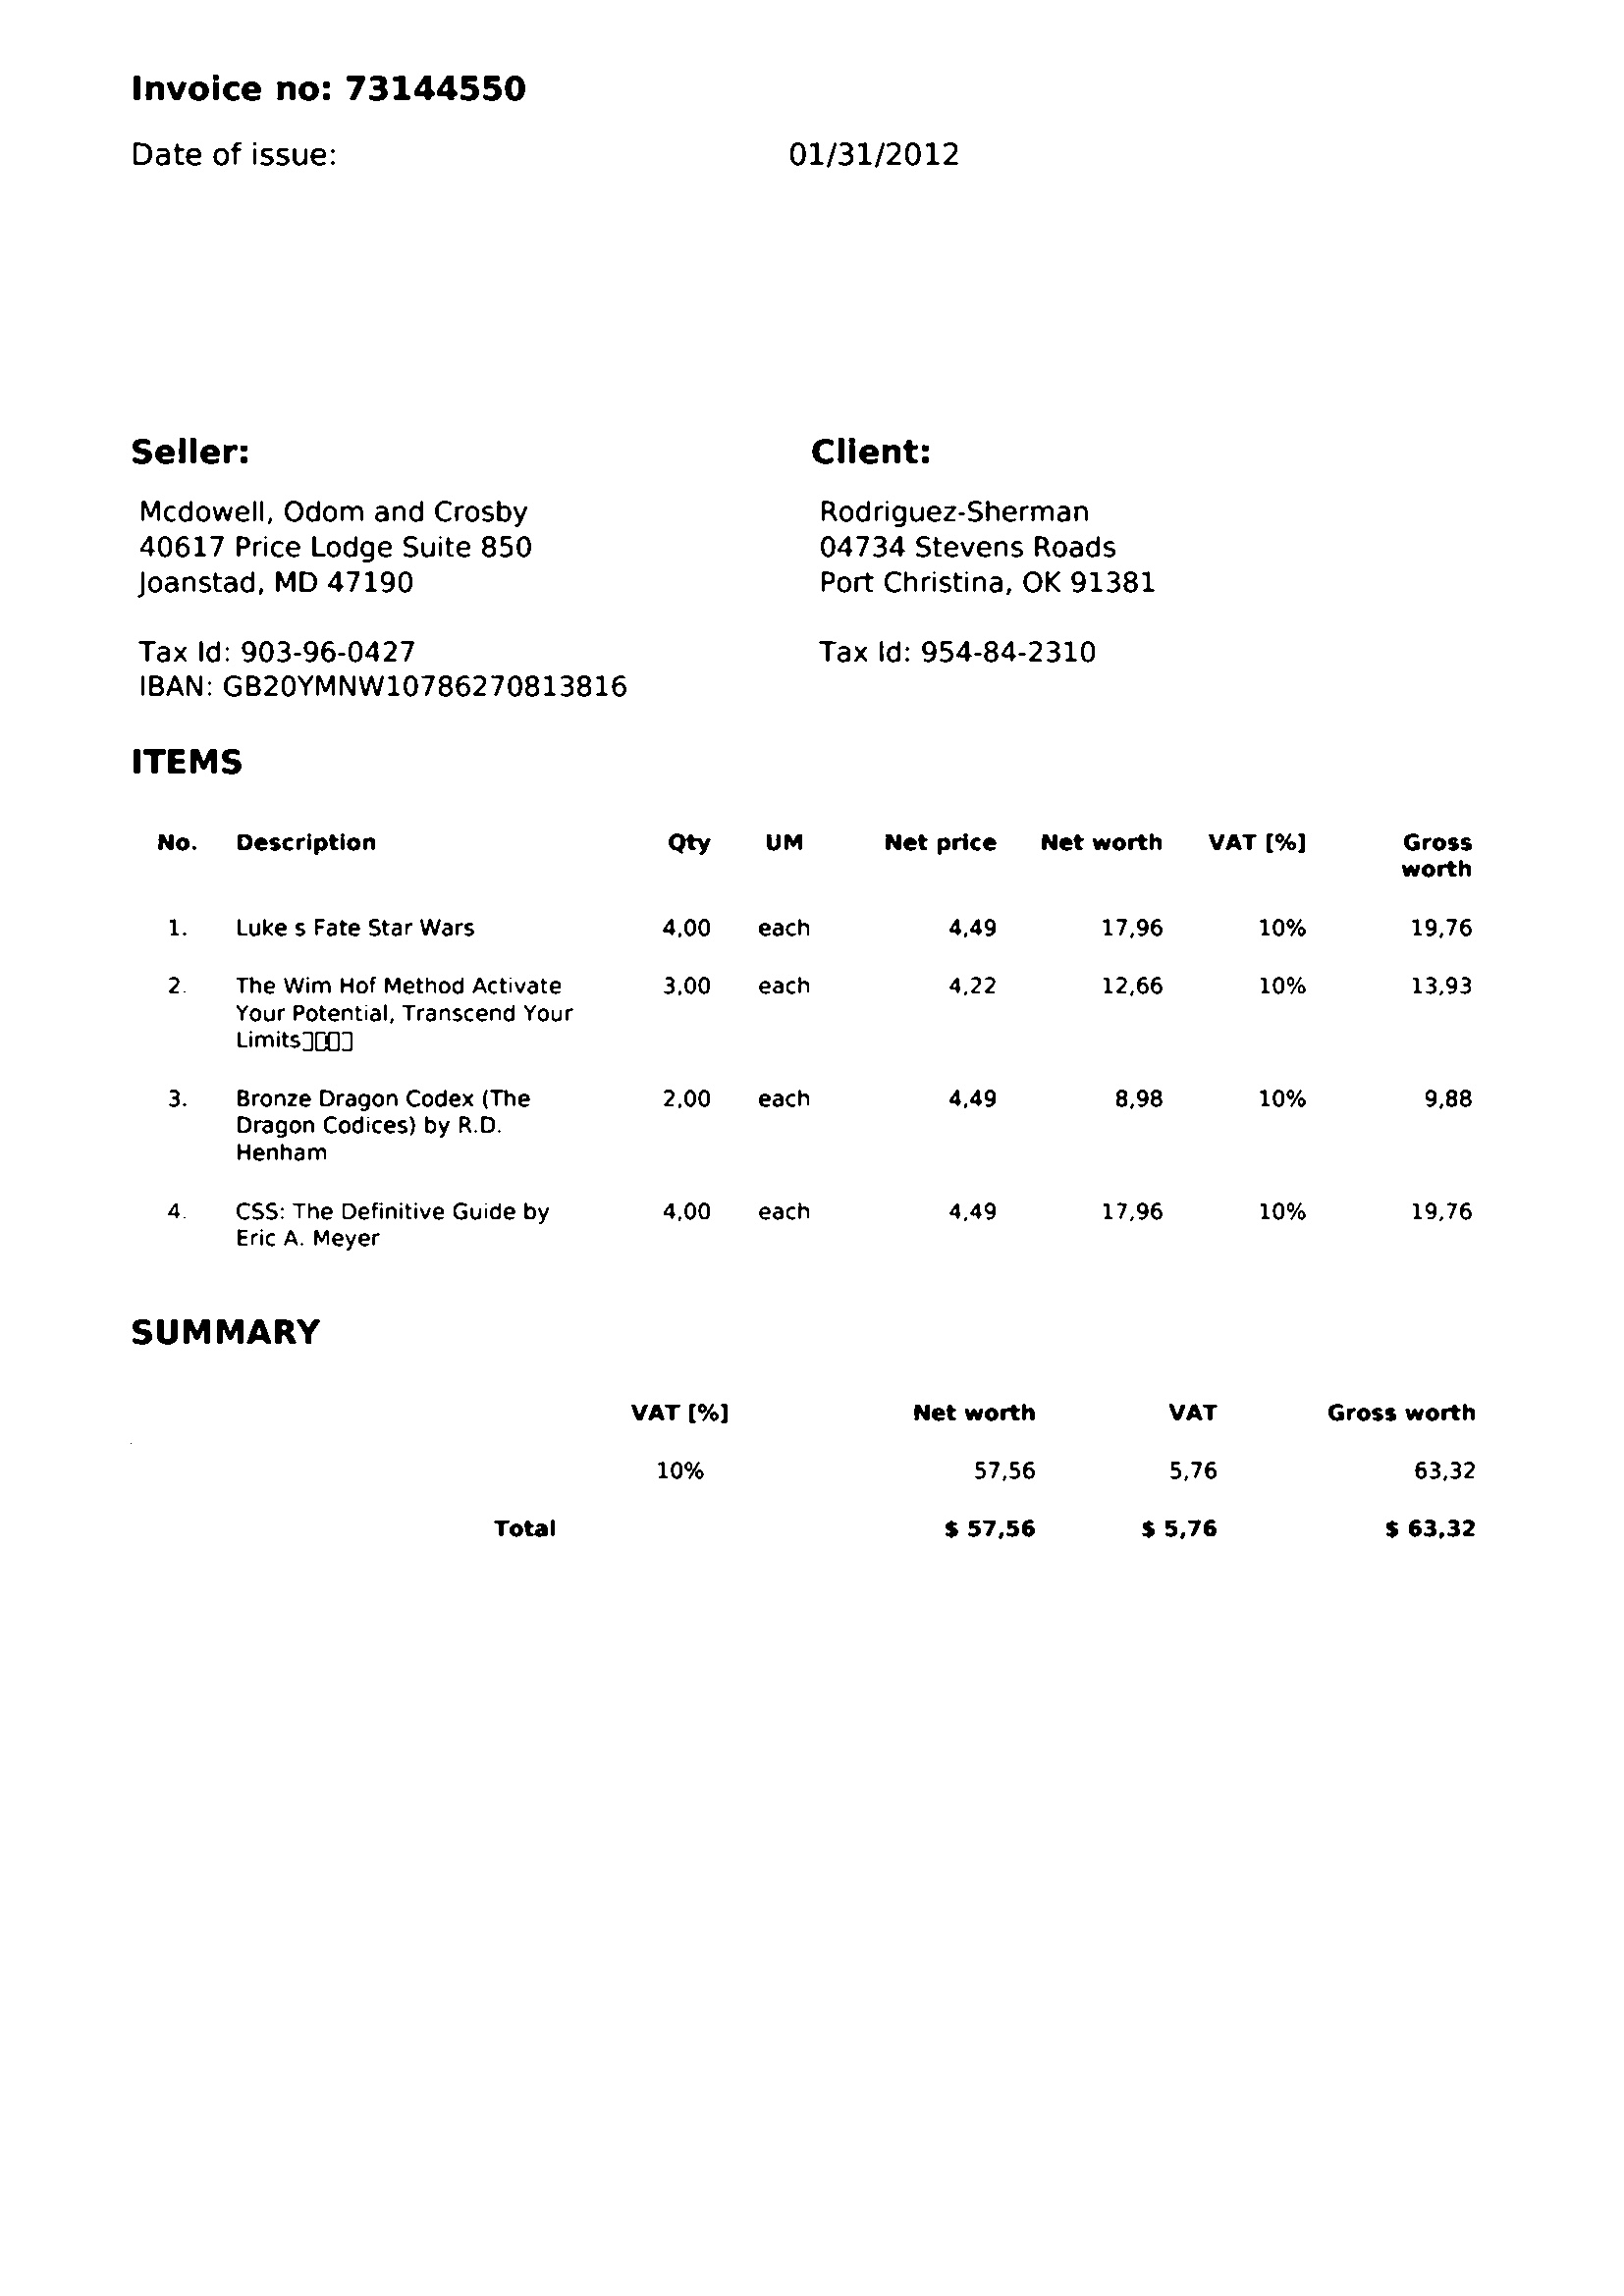 Invoice no: 73144550
Date of issue: 01/31/2012
Seller:
Mcdowell, Odom and Crosby
40617 Price Lodge Suite 850
Joanstad, MD 47190
Tax Id: 903-96-0427
IBAN: GB20YMNW10786270813816
Client:
Rodriguez-Sherman
04734 Stevens Roads
Port Christina, OK 91381
Tax Id: 954-84-2310
ITEMS
No. Description Qty UM Net price Net worth VAT [%] Gross
worth
1. Luke s Fate Star Wars 4,00 each 4,49 17,96 10% 19,76
2. The Wim Hof Method Activate 3,00 each 4,22 12,66 10% 13,93
Your Potential, Transcend Your
Limits
3. Bronze Dragon Codex (The 2,00 each 4,49 8,98 10% 9,88
Dragon Codices) by R.D.
Henham
4. CSS: The Definitive Guide by 4,00 each 4,49 17,96 10% 19,76
Eric A. Meyer
SUMMARY
VAT [%] Net worth VAT Gross worth
10% 57,56 5,76 63,32
Total $ 57,56 $ 5,76 $ 63,32